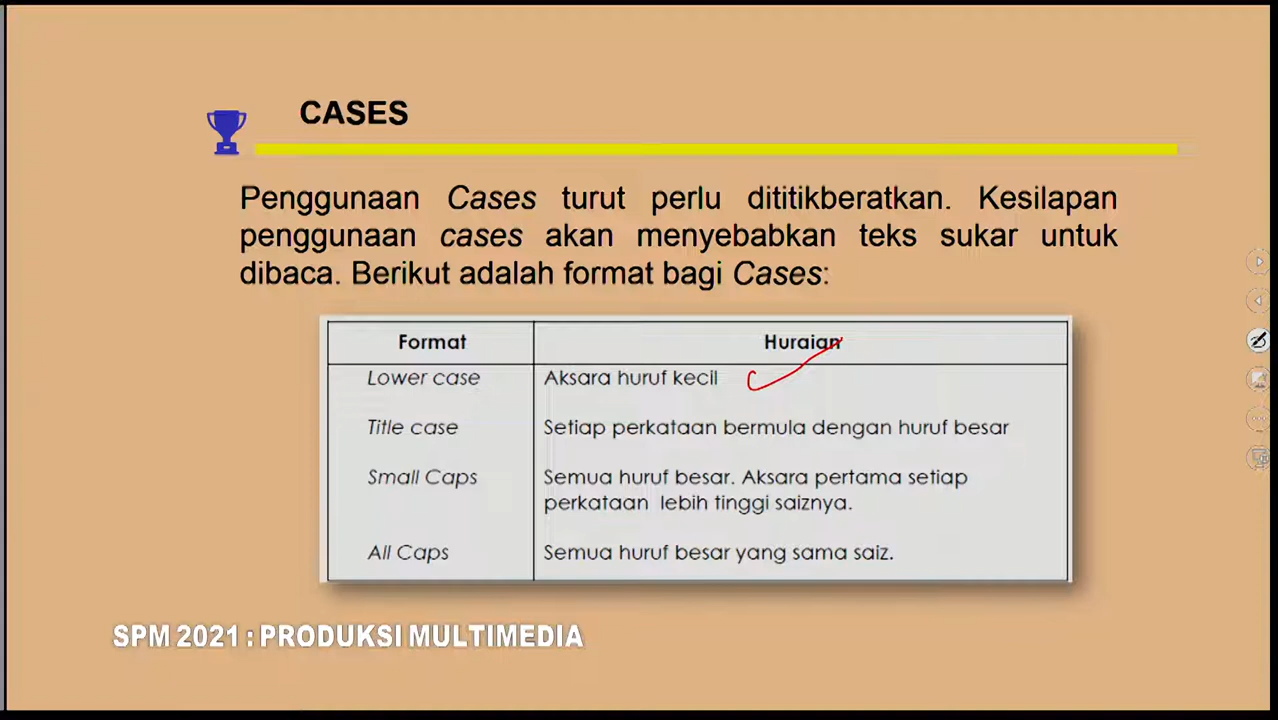 CASES
Penggunaan Cases turut perlu dititikberatkan. Kesilapan
penggunaan cases akan menyebabkan teks sukar untuk
dibaca. Berikut adalah format bagi Cases:
Format Huraian
Lower case Aksara huruf kecil
Title case Setiap perkataan bermula dengan huruf besar
Small Caps Semua huruf besar. Aksara pertama setiap
perkataan lebih tinggi saiznya.
All Caps Semua huruf besar yang sama saiz.
SPM 2021 : PRODUKSI MULTIMEDIA